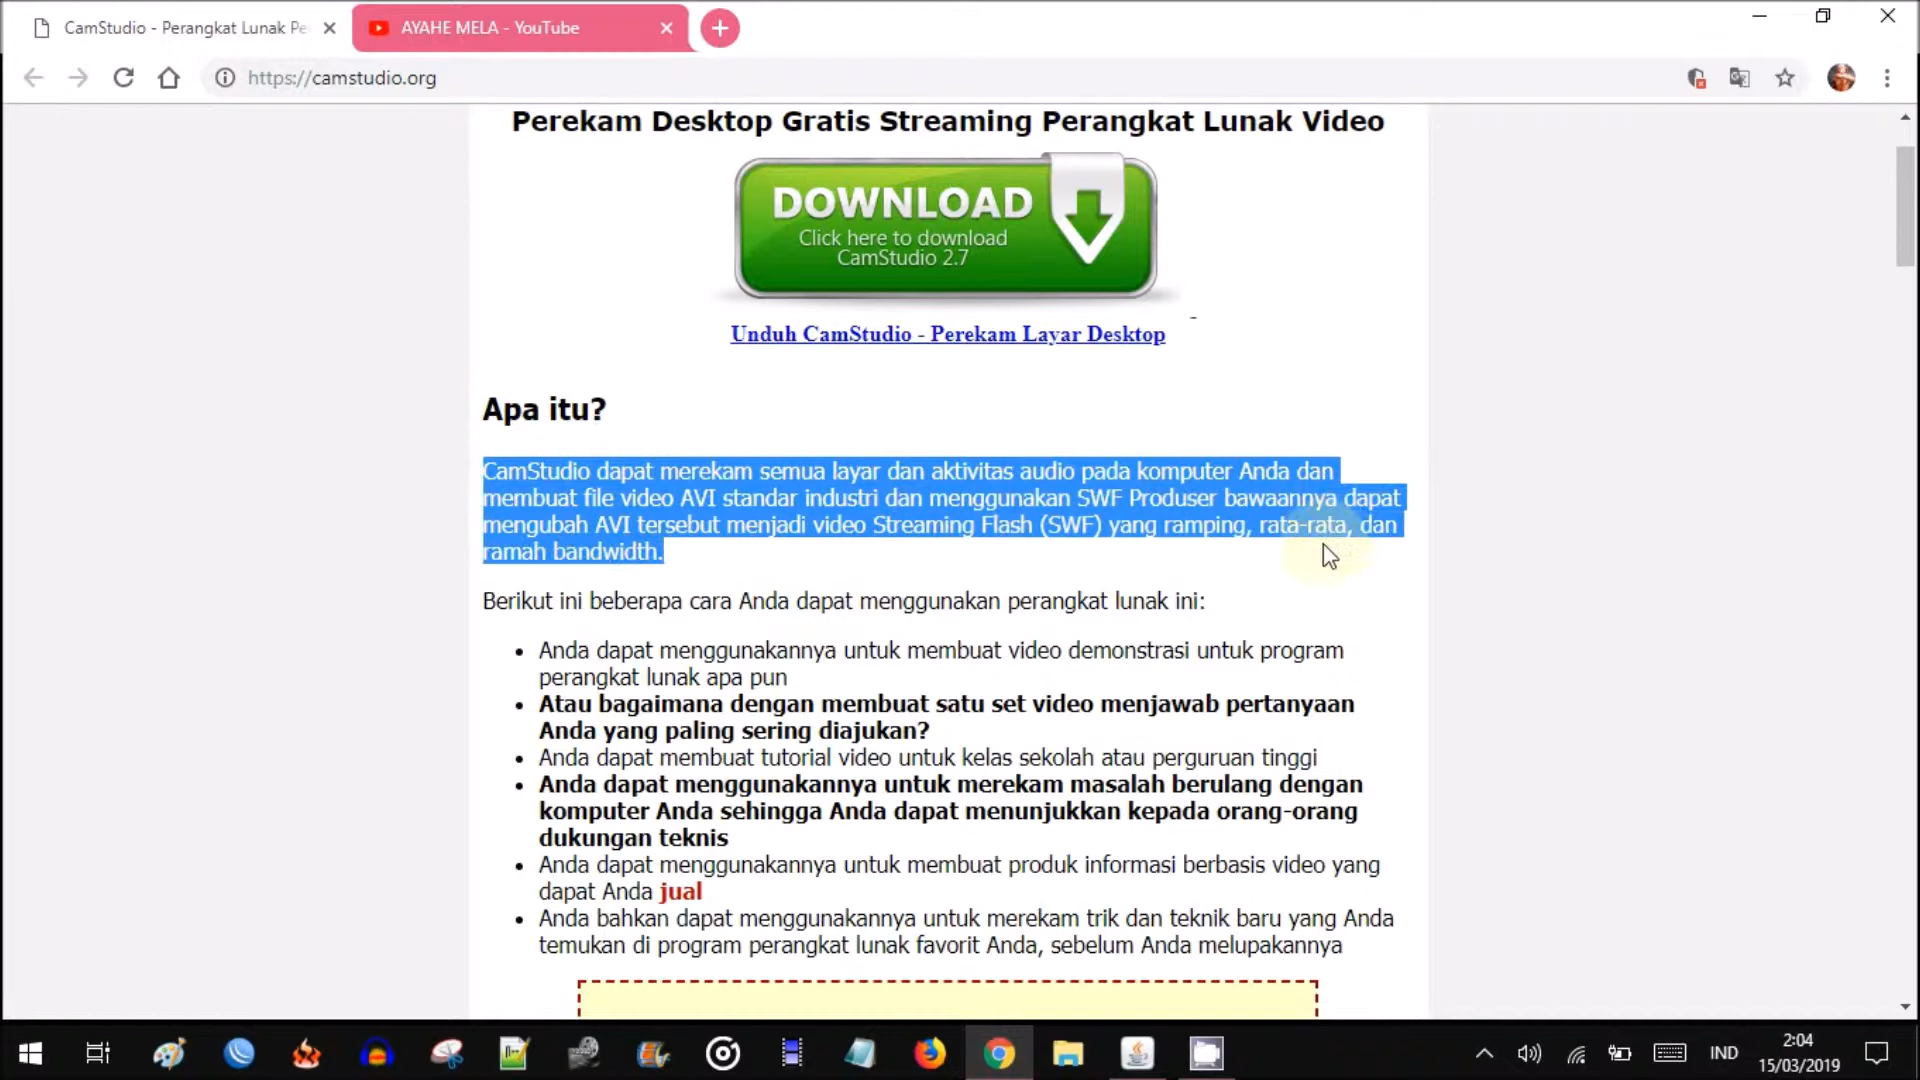 CamStudio - Perangkat Lunak Pe
AYAHE MELA - YouTube
https://camstudio.org
Perekam Desktop Gratis Streaming Perangkat Lunak Video
DOWNLOAD
Click here to download
CamStudio 2.7
Unduh CamStudio - Perekam Layar Desktop
Apa itu?
CamStudio dapat merekam semua layar dan aktivitas audio pada komputer Anda dan
membuat file video AVI standar industri dan menggunakan SWF Produser bawaannya dapat
mengubah AVI tersebut menjadi video Streaming Flash (SWF) yang ramping, rata-rata, dan
ramah bandwidth.
Berikut ini beberapa cara Anda dapat menggunakan perangkat lunak ini:
• Anda dapat menggunakannya untuk membuat video demonstrasi untuk program
perangkat lunak apa pun
• Atau bagaimana dengan membuat satu set video menjawab pertanyaan
Anda yang paling sering diajukan?
• Anda dapat membuat tutorial video untuk kelas sekolah atau perguruan tinggi
• Anda dapat menggunakannya untuk merekam masalah berulang dengan
komputer Anda sehingga Anda dapat menunjukkan kepada orang-orang
dukungan teknis
• Anda dapat menggunakannya untuk membuat produk informasi berbasis video yang
dapat Anda jual
• Anda bahkan dapat menggunakannya untuk merekam trik dan teknik baru yang Anda
temukan di program perangkat lunak favorit Anda, sebelum Anda melupakannya
IND
2:04
15/03/2019